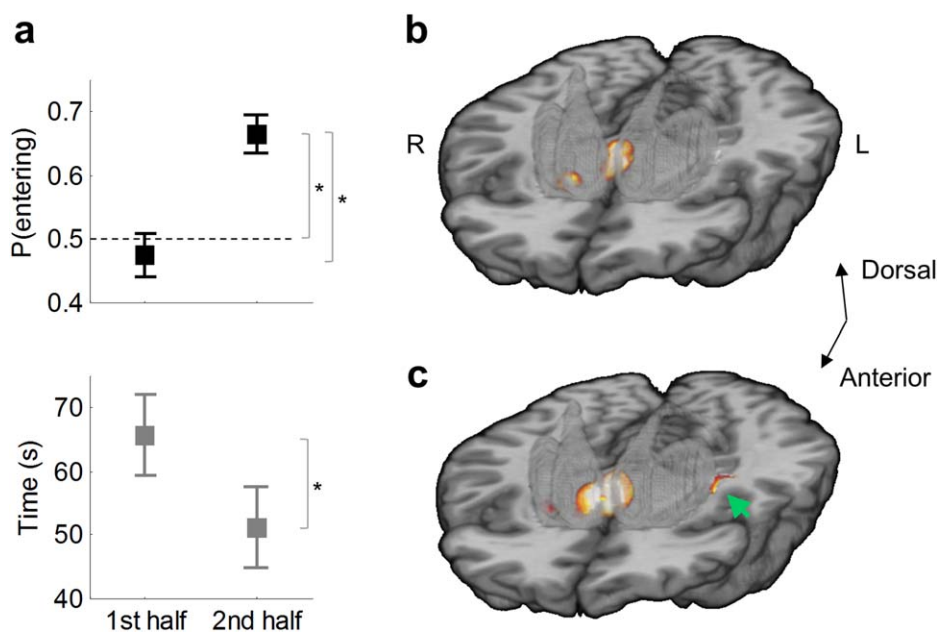 a
0.7
0.6
0.5
0.4
P(entering)
*
*
70
60
50
40
Time (s)
*
1st half 2nd half
b
R
L
Dorsal
Anterior
c